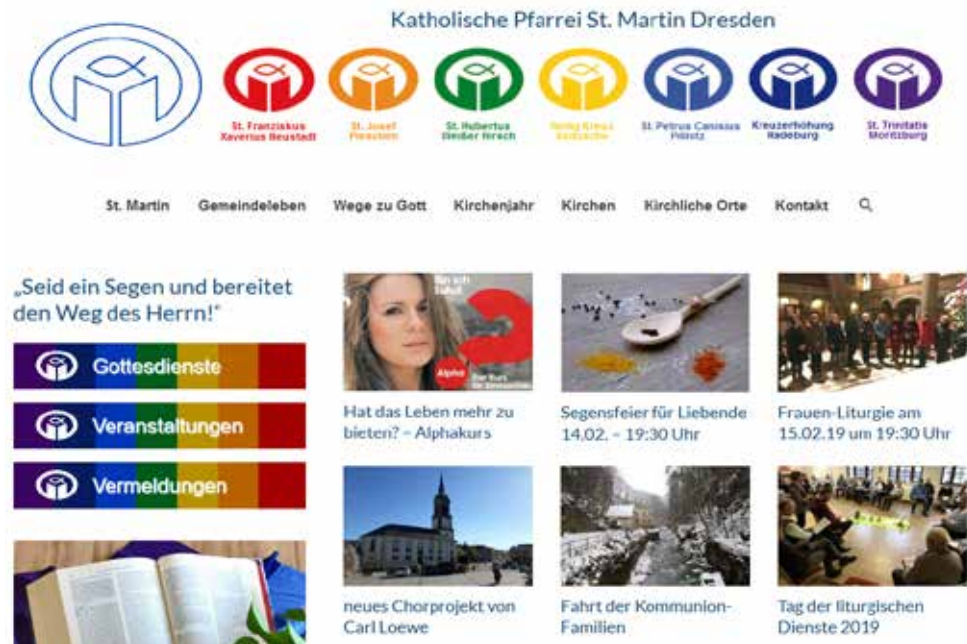 Katholische Pfarrei St. Martin Dresden
St. Franziskus
Xaverius Neustadt
St. Josef
Pieschen
St. Hubertus
Weißer Hirsch
Heilig Kreuz
St. Petrus Canisius
Pillnitz
Kreuzerhöhung
Radeburg
St. Trinitatis
Moritzburg
St. Martin Gemeindeleben Wege zu Gott Kirchenjahr Kirchen Kirchliche Orte Kontakt
„Seid ein Segen und bereitet
den Weg des Herrn!“
Gottesdienste
Veranstaltungen
Vermeldungen
Alpha
Der Kurs
Hat das Leben mehr zu
bieten? – Alphakurs
Segensfeier für Liebende
14.02. – 19:30 Uhr
Frauen-Liturgie am
15.02.19 um 19:30 Uhr
neues Chorprojekt von
Carl Loewe
Fahrt der Kommunion-
Familien
Tag der liturgischen
Dienste 2019